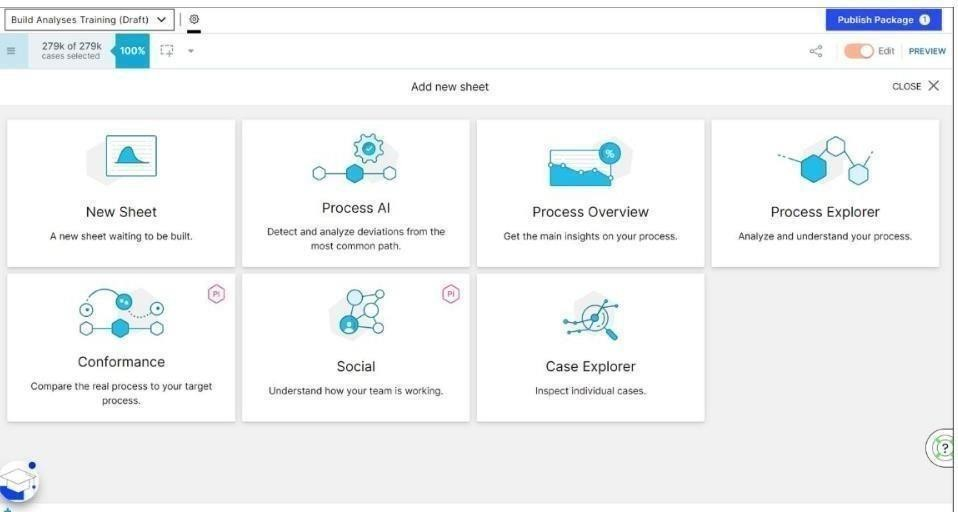 Build Analyses Training (Draft)
Publish Package 1
279k of 279k
cases selected
100%
Edit
PREVIEW
Add new sheet
CLOSE
New Sheet
A new sheet waiting to be built.
Process AI
Detect and analyze deviations from the
most common path.
%
Process Overview
Get the main insights on your process.
Process Explorer
Analyze and understand your process.
PI
Conformance
Compare the real process to your target
process.
PI
Social
Understand how your team is working.
Case Explorer
Inspect individual cases.
?